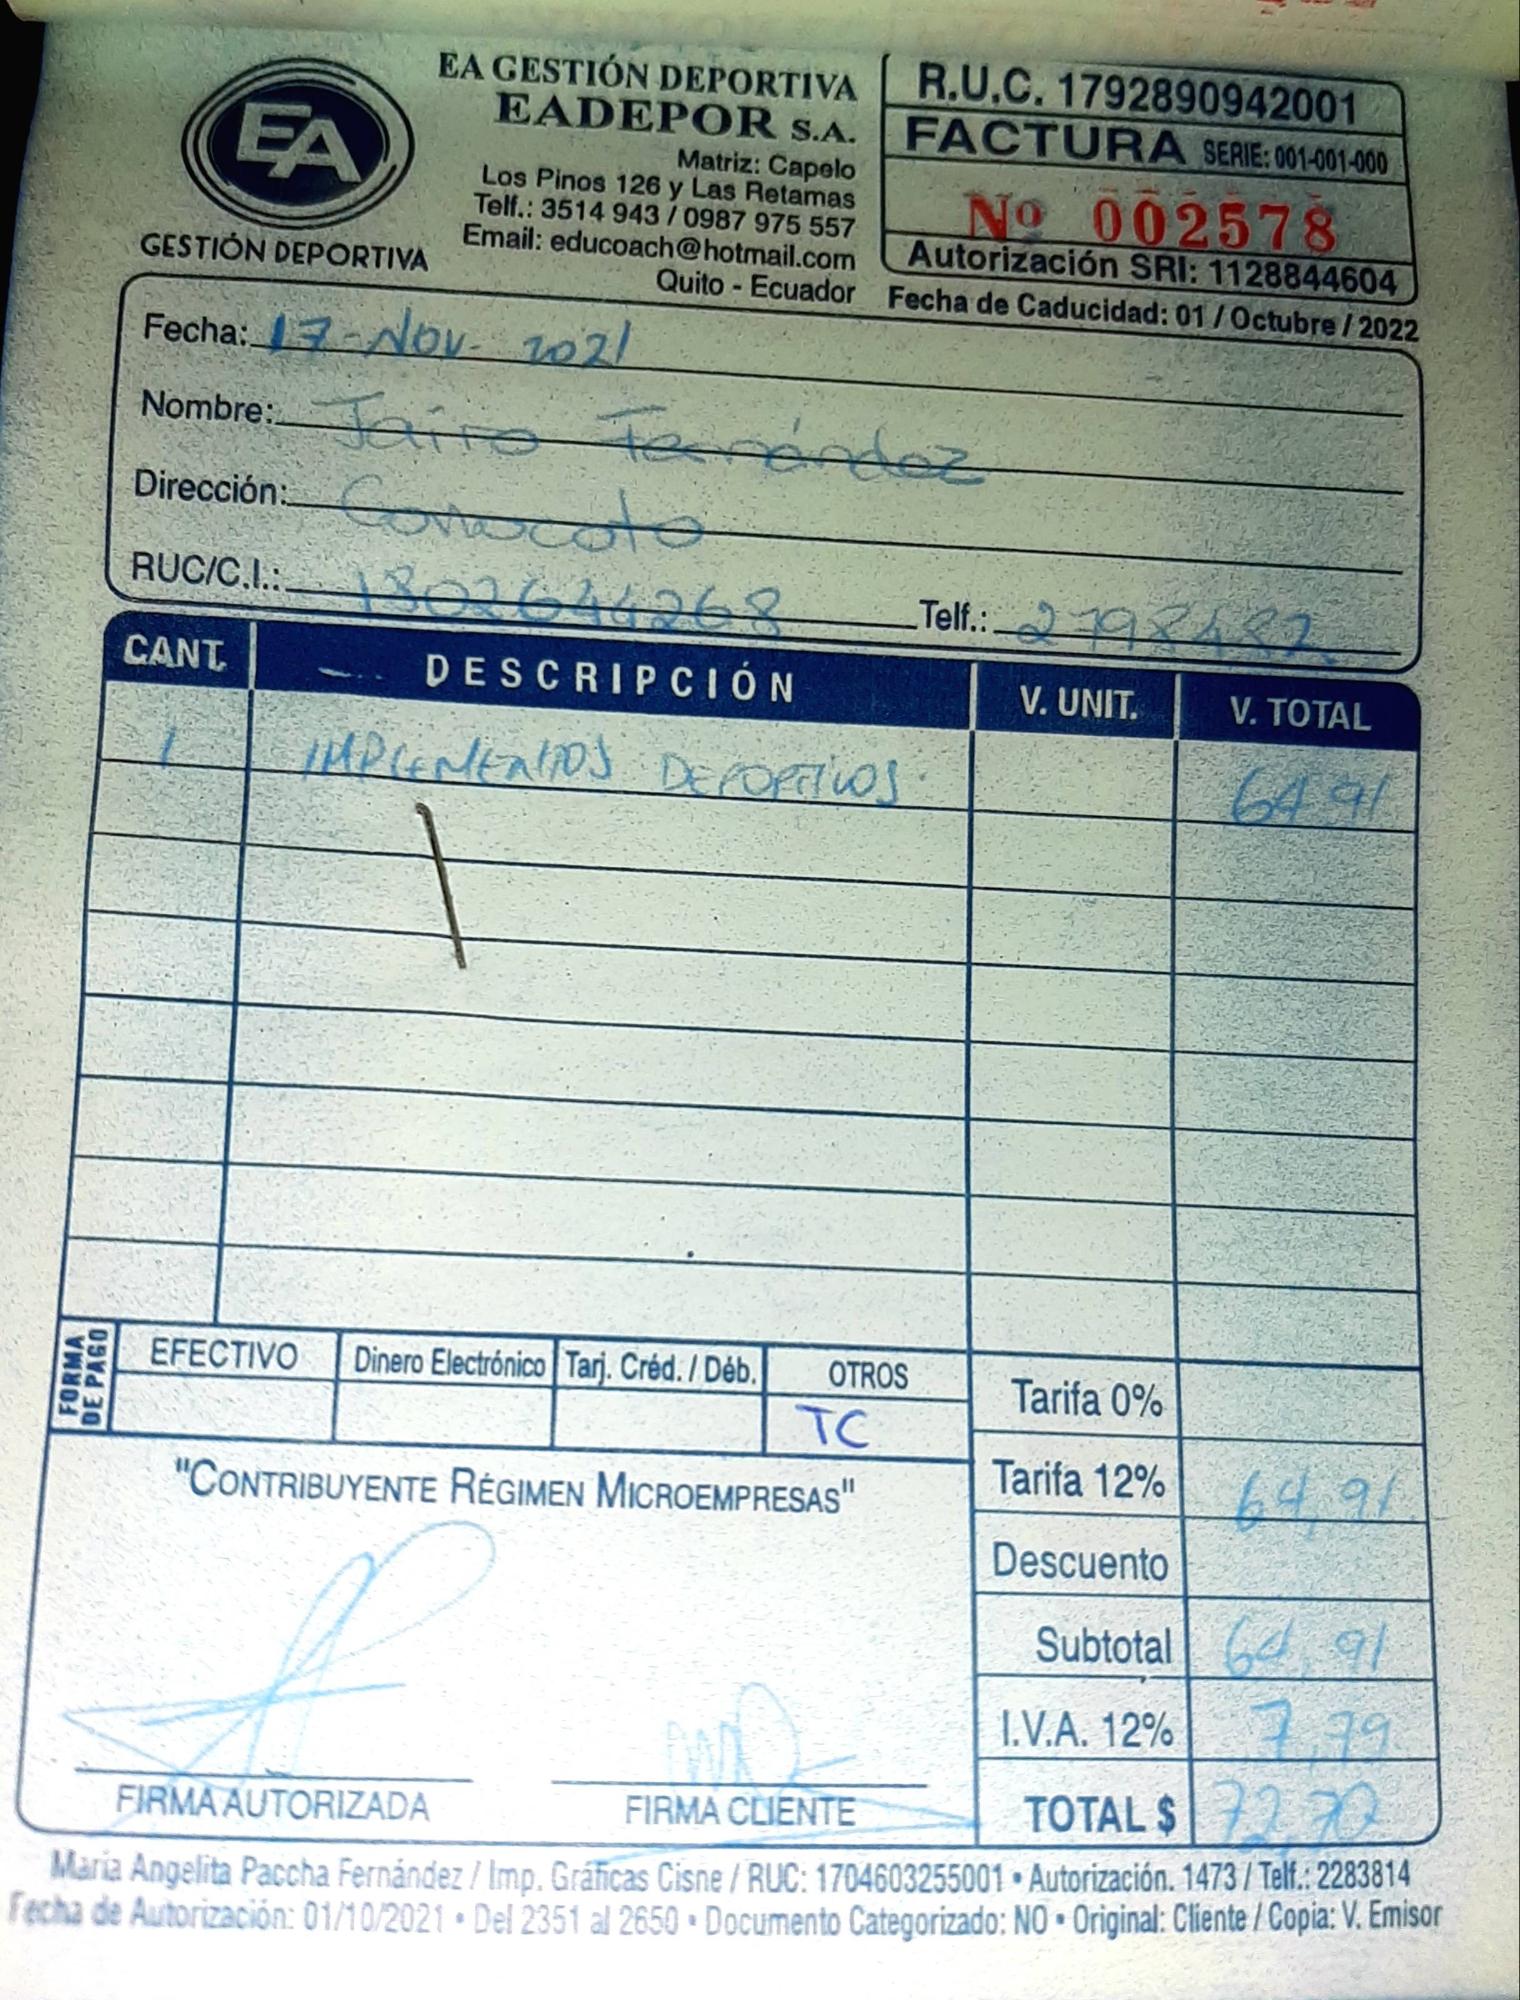 EA
GESTIÓN DEPORTIVA
EA GESTIÓN DEPORTIVA
EADEPOR S.A.
Matriz: Capelo
Los Pinos 126 y Las Retamas
Telf.: 3514 943 / 0987 975 557
Email: educoach@hotmail.com
Quito - Ecuador
R.U.C. 1792890942001
FACTURA SERIE: 001-001-000
Nº 002578
Autorización SRI: 1128844604
Fecha de Caducidad: 01 / Octubre / 2022
Fecha: 17-Nov- 2021
Nombre: Jairo Fernández
Dirección: Conocoto
RUC/C.I.: 1802644268 Telf.: 2798482
CANT. DESCRIPCIÓN V. UNIT. V. TOTAL
1 IMPLEMENTOS DEPORTIVOS 64,91
FORMA DE PAGO
EFECTIVO Dinero Electrónico Tarj. Créd. / Déb. OTROS
TC
Tarifa 0%
Tarifa 12% 64,91
Descuento
Subtotal 64,91
I.V.A. 12% 7,79
TOTAL $ 72,70
"CONTRIBUYENTE RÉGIMEN MICROEMPRESAS"
FIRMA AUTORIZADA FIRMA CLIENTE
María Angelita Paccha Fernández / Imp. Gráficas Cisne / RUC: 1704603255001 • Autorización. 1473 / Telf.: 2283814
Fecha de Autorización: 01/10/2021 • Del 2351 al 2650 • Documento Categorizado: NO • Original: Cliente / Copia: V. Emisor